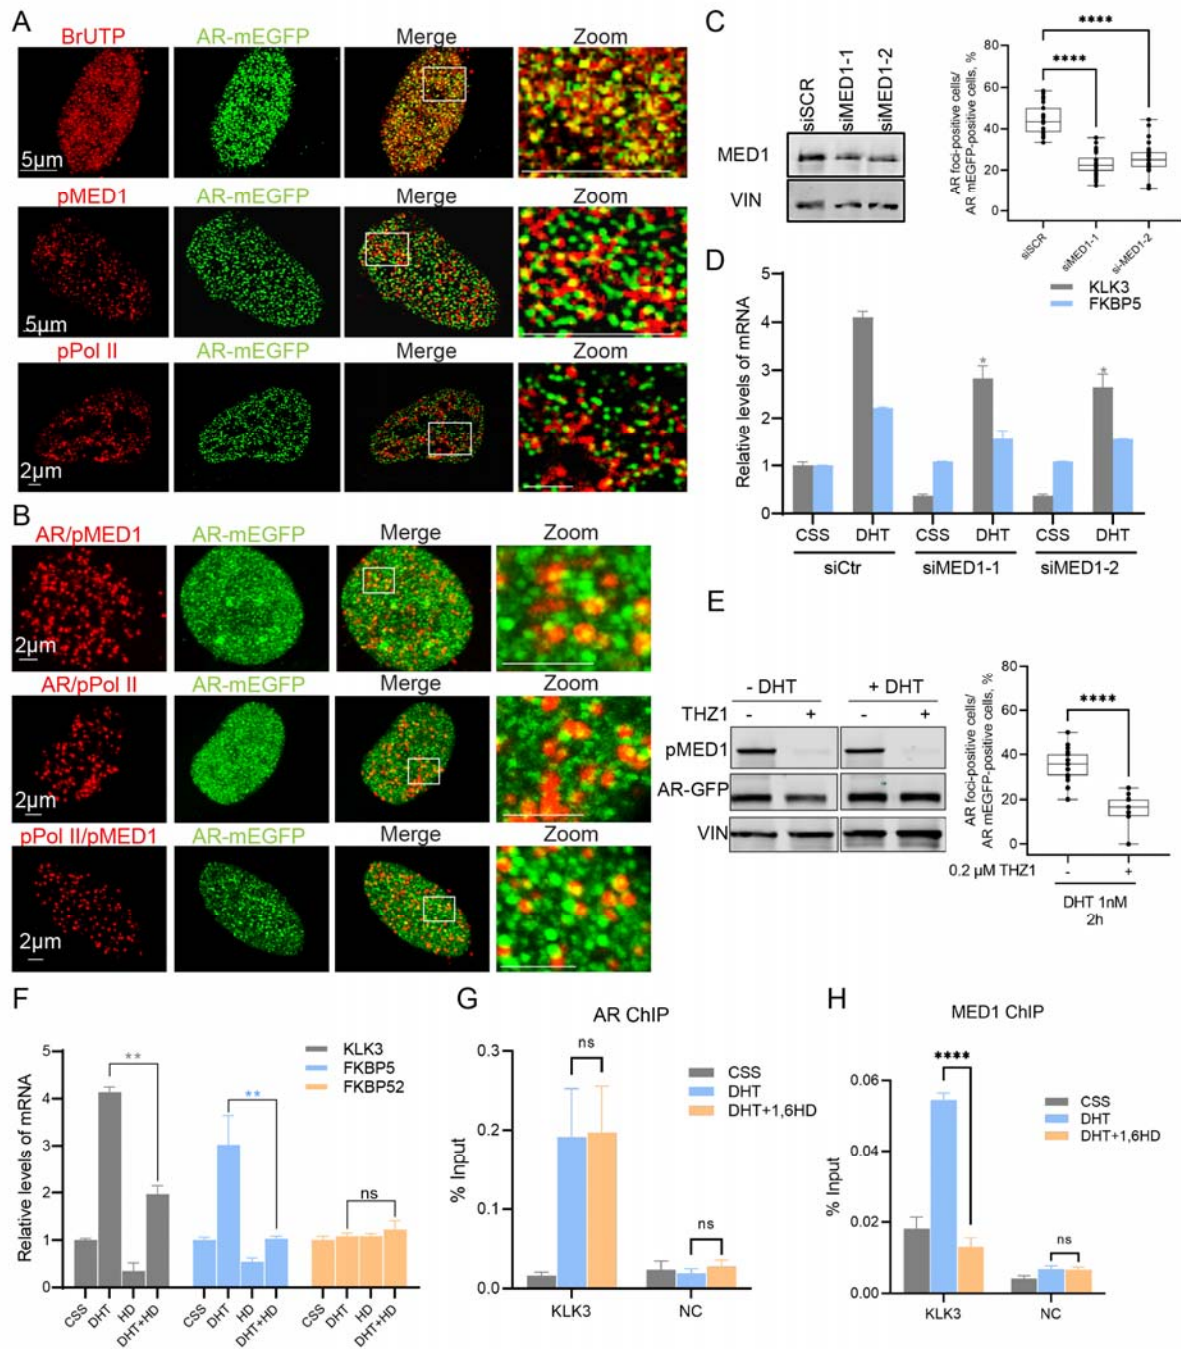 A
BrUTP AR-mEGFP Merge Zoom
5μm
pMED1 AR-mEGFP Merge Zoom
5μm
pPol II AR-mEGFP Merge Zoom
2μm
B
AR/pMED1 AR-mEGFP Merge Zoom
2μm
AR/pPol II AR-mEGFP Merge Zoom
2μm
pPol II/pMED1 AR-mEGFP Merge Zoom
2μm
C
siSCR siMED1-1 siMED1-2
MED1
VIN
AR foci-positive cells/
AR mEGFP-positive cells, %
80
60
40
20
0
****
****
siSCR siMED1-1 si-MED1-2
D
Relative levels of mRNA
5
4
3
2
1
0
KLK3
FKBP5
*
*
CSS DHT CSS DHT CSS DHT
siCtr siMED1-1 siMED1-2
E
- DHT + DHT
THZ1 - + - +
pMED1
AR-GFP
VIN
AR foci-positive cells/
AR mEGFP-positive cells, %
80
60
40
20
0
****
0.2 μM THZ1 - +
DHT 1nM
2h
F
Relative levels of mRNA
5
4
3
2
1
0
KLK3
FKBP5
FKBP52
**
**
ns
CSS DHT HD DHT+HD CSS DHT HD DHT+HD CSS DHT HD DHT+HD
G
AR ChIP
% Input
0.3
0.2
0.1
0.0
ns
ns
CSS
DHT
DHT+1,6HD
KLK3 NC
H
MED1 ChIP
% Input
0.06
0.04
0.02
0.00
****
ns
CSS
DHT
DHT+1,6HD
KLK3 NC